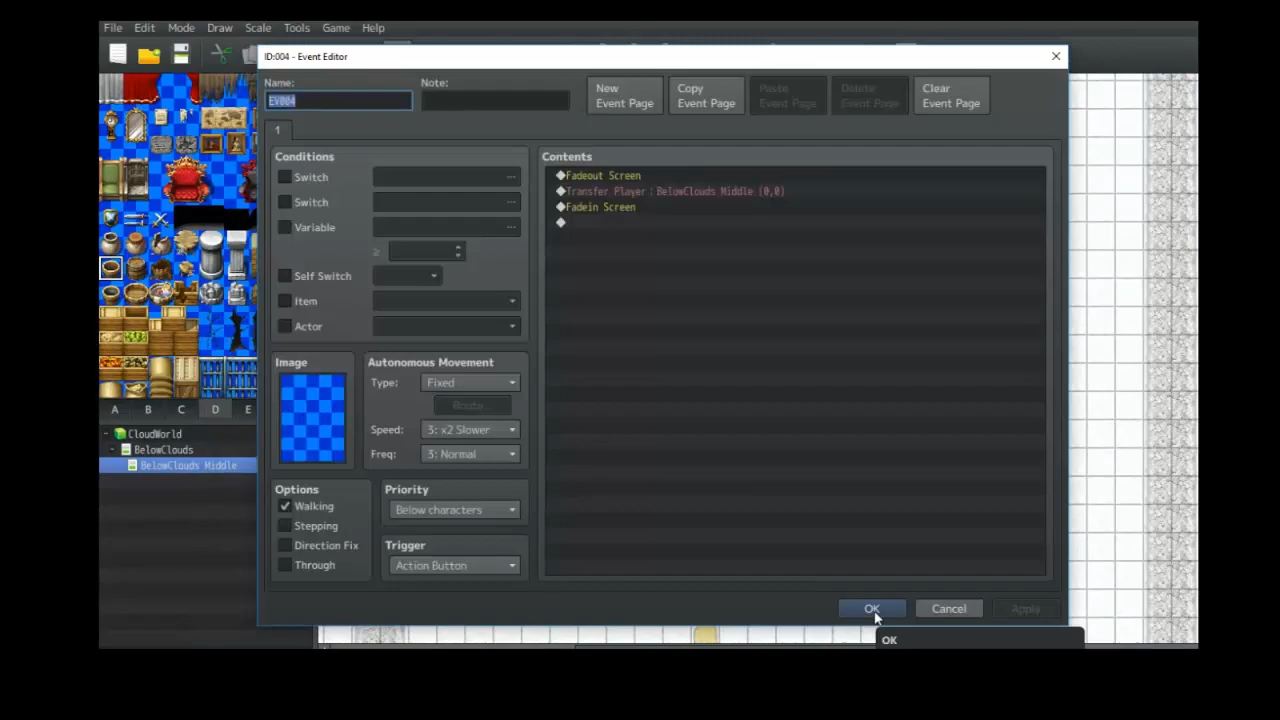 File Edit Mode Draw Scale Tools Game Help
ID:004 - Event Editor
Name: Note:
EV004
New Event Page
Copy Event Page
Paste Event Page
Delete Event Page
Clear Event Page
1
Conditions
Switch ...
Switch ...
Variable ...
≥
Self Switch
Item
Actor
Image
Autonomous Movement
Type: Fixed
Route...
Speed: 3: x2 Slower
Freq: 3: Normal
Options
Walking
Stepping
Direction Fix
Through
Priority
Below characters
Trigger
Action Button
Contents
◆Fadeout Screen
◆Transfer Player : BelowClouds Middle (0,0)
◆Fadein Screen
◆
A B C D E
CloudWorld
BelowClouds
BelowClouds Middle
OK Cancel Apply
OK